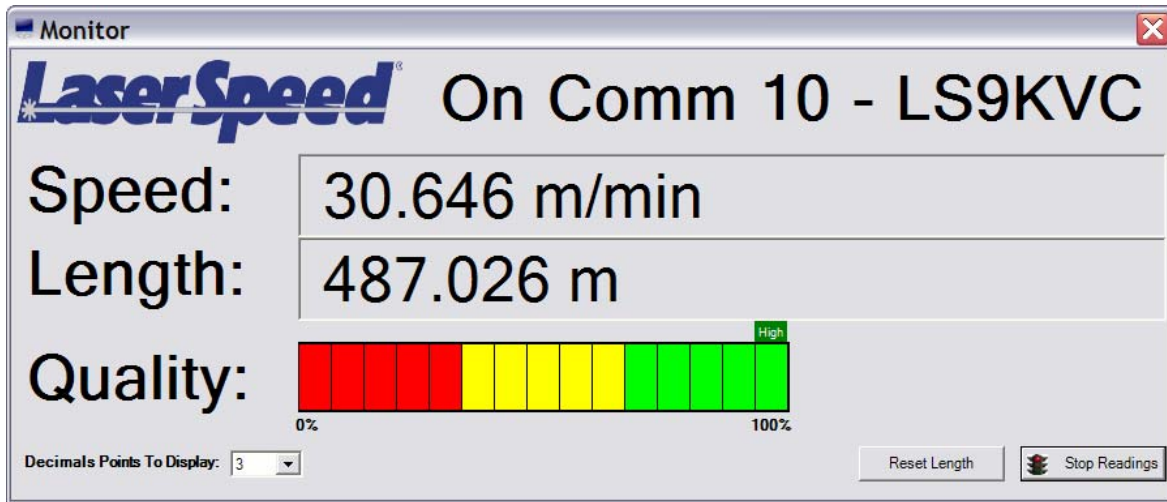 Monitor
LaserSpeed® On Comm 10 - LS9KVC
Speed: 30.646 m/min
Length: 487.026 m
High
Quality:
0% 100%
Decimals Points To Display: 3 Reset Length Stop Readings